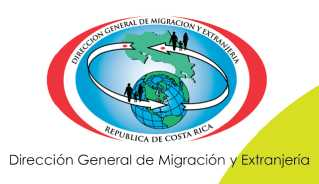 DIRECCION GENERAL DE MIGRACION Y EXTRANJERIA
REPUBLICA DE COSTA RICA
Dirección General de Migración y Extranjería